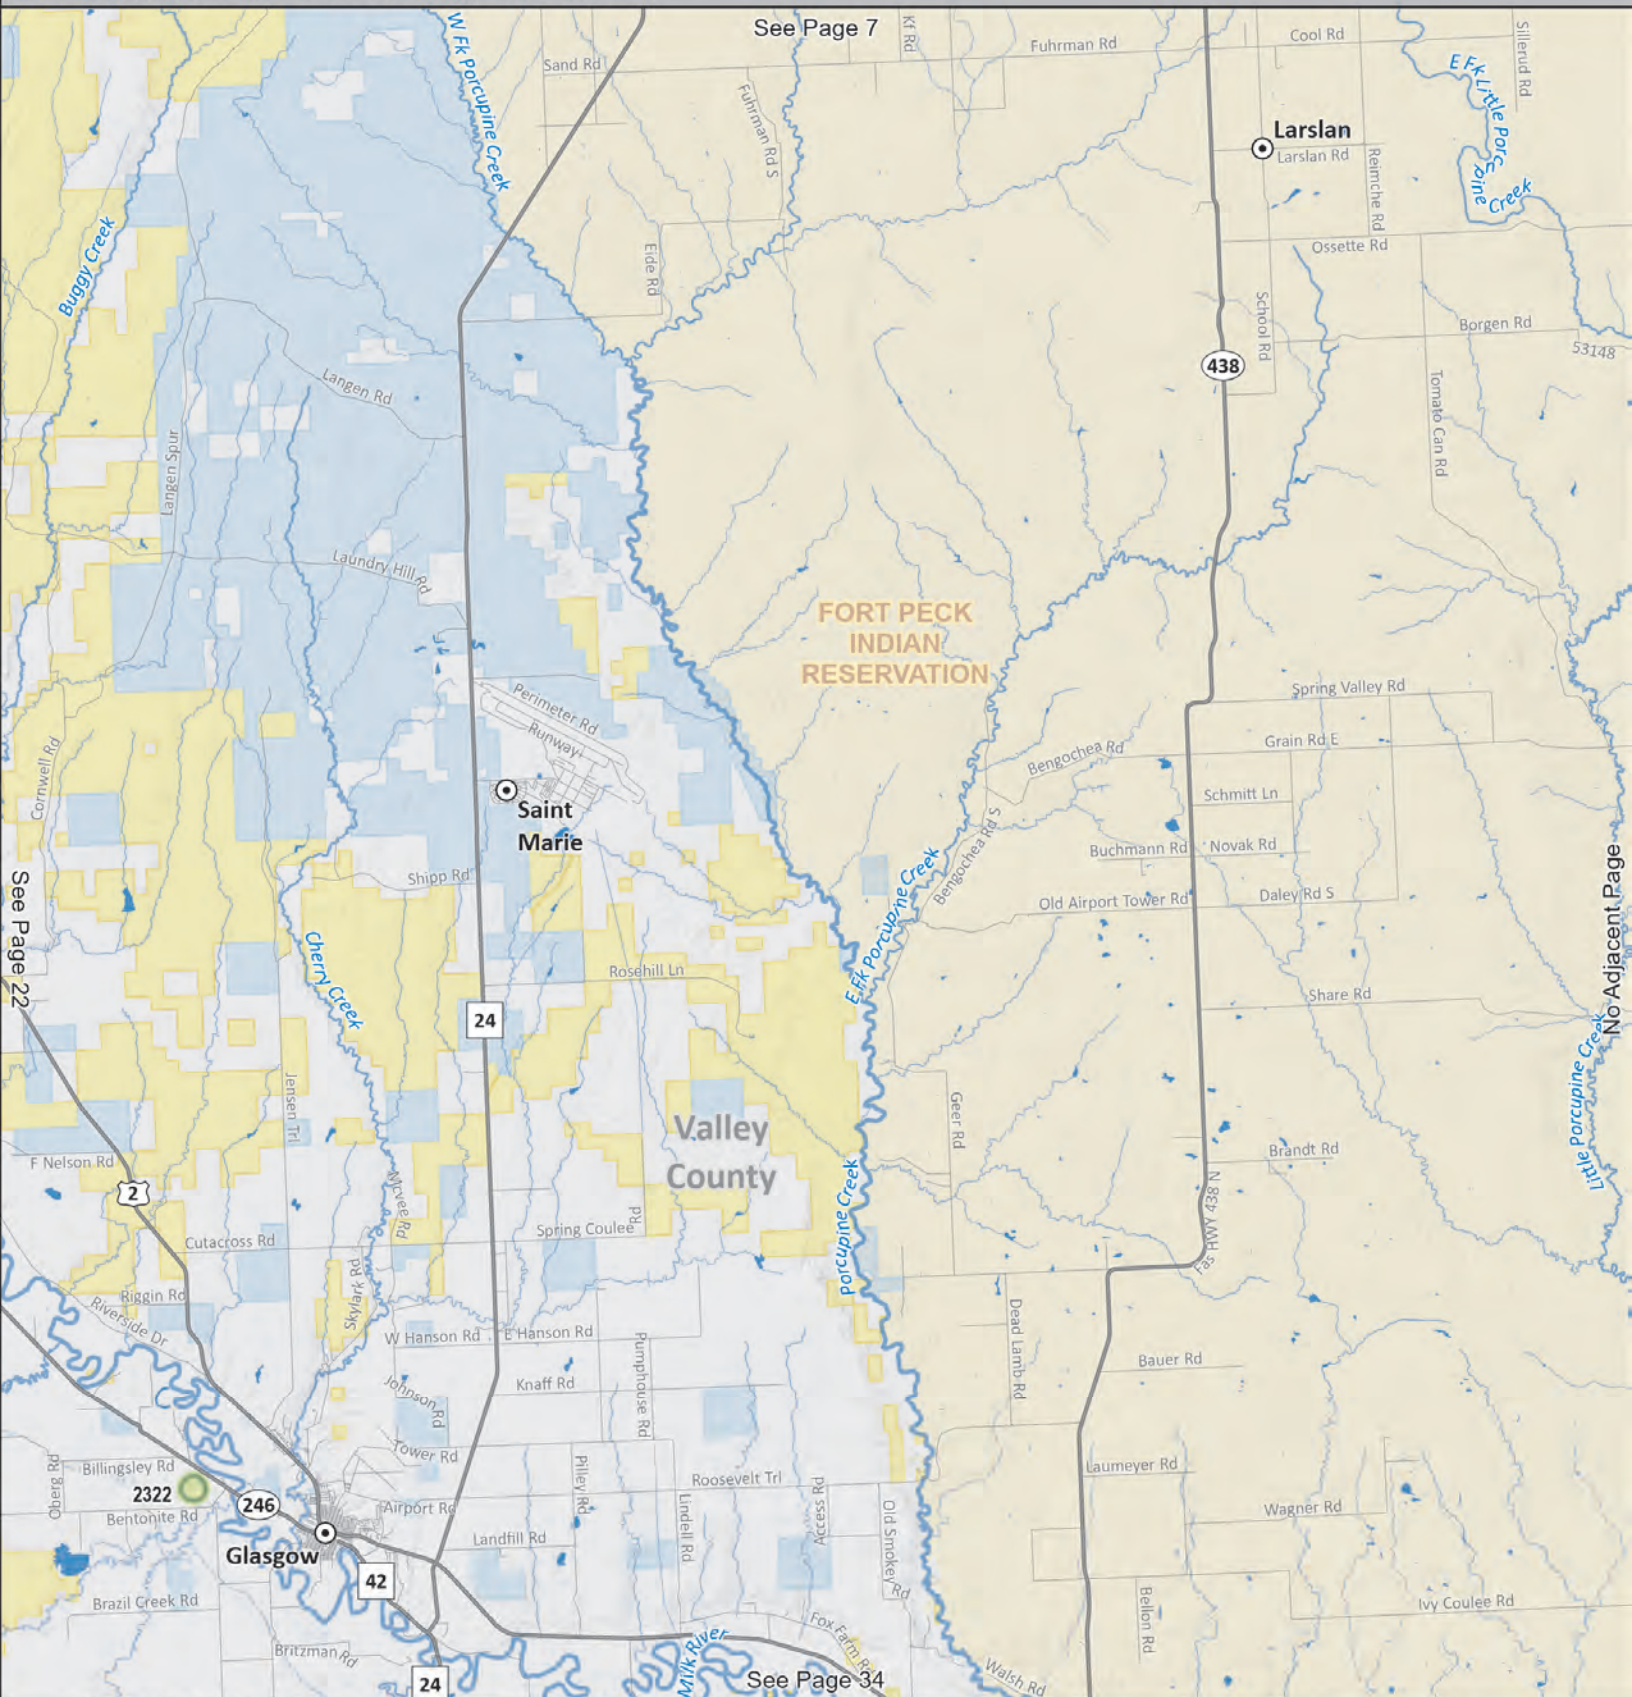 See Page 7
Kf Rd
Fuhrman Rd
Cool Rd
Sillerud Rd
W Fk Porcupine Creek
Sand Rd
Fuhrman Rd S
E Fk Little Porc
pine
Creek
Larslan
Larslan Rd
Reimche Rd
Ossette Rd
Buggy Creek
Eide Rd
School Rd
Borgen Rd
53148
438
Langen Rd
Tomato Can Rd
Langen Spur
Laundry Hill Rd
FORT PECK
INDIAN
RESERVATION
Perimeter Rd
Runway
Spring Valley Rd
Grain Rd E
Bengochea Rd
Cornwell Rd
Saint
Marie
Schmitt Ln
Bengochea Rd S
Buchmann Rd
Novak Rd
Shipp Rd
E Fk Porcupine Creek
Old Airport Tower Rd
Daley Rd S
See Page 22
No Adjacent Page
Cherry Creek
Rosehill Ln
Share Rd
24
Little Porcupine Creek
Jensen Trl
Geer Rd
Valley
County
F Nelson Rd
Brandt Rd
2
Mcvee Rd
Porcupine Creek
Fas HWY 438 N
Cutacross Rd
Spring Coulee Rd
Riggin Rd
Riverside Dr
Skylark Rd
W Hanson Rd
E Hanson Rd
Pumphouse Rd
Dead Lamb Rd
Bauer Rd
Knaff Rd
Johnson Rd
Tower Rd
Oberg Rd
Billingsley Rd
2322
Pilley Rd
Roosevelt Trl
Laumeyer Rd
246
Bentonite Rd
Airport Rd
Lindell Rd
Access Rd
Old Smokey Rd
Wagner Rd
Landfill Rd
Glasgow
42
Brazil Creek Rd
Bellon Rd
Ivy Coulee Rd
Fox Farm Rd
Britzman Rd
Milk River
24
See Page 34
Walsh Rd